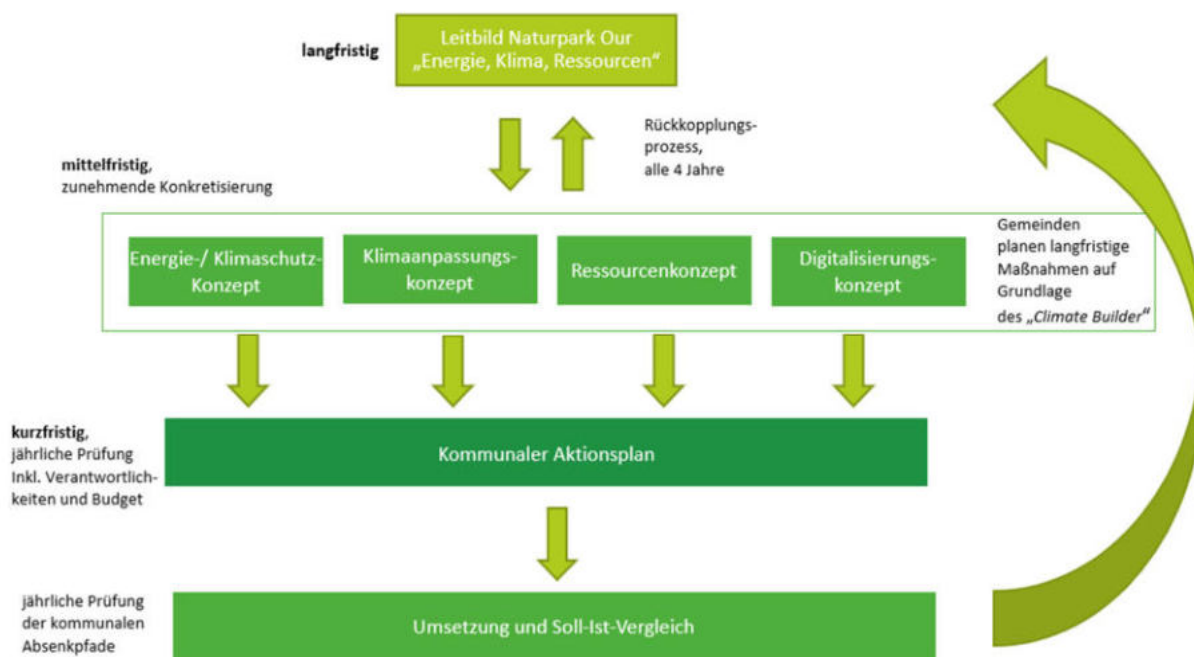 langfristig
Leitbild Naturpark Our
„Energie, Klima, Ressourcen“
Rückkopplungs-
prozess,
alle 4 Jahre
mittelfristig,
zunehmende Konkretisierung
Energie-/ Klimaschutz-
Konzept
Klimaanpassungs-
konzept
Ressourcenkonzept
Digitalisierungs-
konzept
Gemeinden
planen langfristige
Maßnahmen auf
Grundlage
des „Climate Builder“
kurzfristig,
jährliche Prüfung
Inkl. Verantwortlich-
keiten und Budget
Kommunaler Aktionsplan
jährliche Prüfung
der kommunalen
Absenkpfade
Umsetzung und Soll-Ist-Vergleich